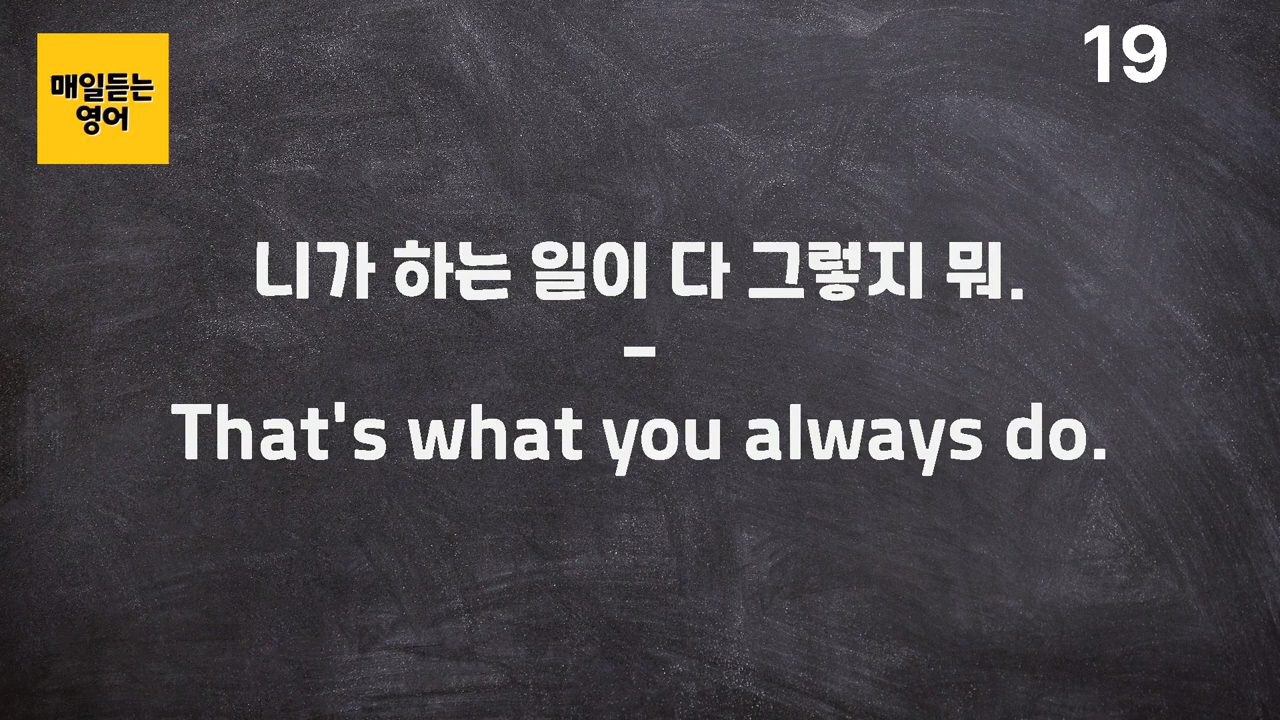 매일듣는
영어
19
니가 하는 일이 다 그렇지 뭐.
-
That's what you always do.